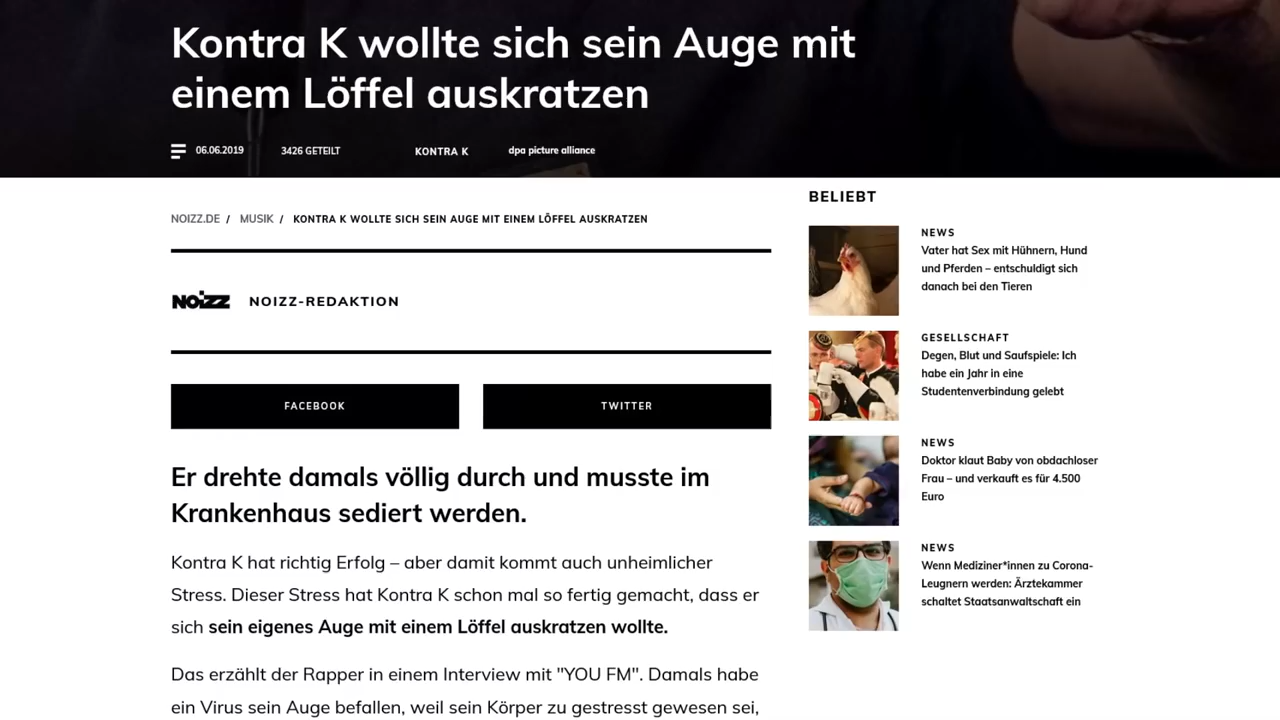 Kontra K wollte sich sein Auge mit
einem Löffel auskratzen
06.06.2019 3426 GETEILT KONTRA K dpa picture alliance
NOIZZ.DE / MUSIK / KONTRA K WOLLTE SICH SEIN AUGE MIT EINEM LÖFFEL AUSKRATZEN
NOIZZ NOIZZ-REDAKTION
FACEBOOK TWITTER
Er drehte damals völlig durch und musste im
Krankenhaus sediert werden.
Kontra K hat richtig Erfolg – aber damit kommt auch unheimlicher
Stress. Dieser Stress hat Kontra K schon mal so fertig gemacht, dass er
sich sein eigenes Auge mit einem Löffel auskratzen wollte.
Das erzählt der Rapper in einem Interview mit "YOU FM". Damals habe
ein Virus sein Auge befallen, weil sein Körper zu gestresst gewesen sei,
BELIEBT
NEWS
Vater hat Sex mit Hühnern, Hund
und Pferden – entschuldigt sich
danach bei den Tieren
GESELLSCHAFT
Degen, Blut und Saufspiele: Ich
habe ein Jahr in eine
Studentenverbindung gelebt
NEWS
Doktor klaut Baby von obdachloser
Frau – und verkauft es für 4.500
Euro
NEWS
Wenn Mediziner*innen zu Corona-
Leugnern werden: Ärztekammer
schaltet Staatsanwaltschaft ein